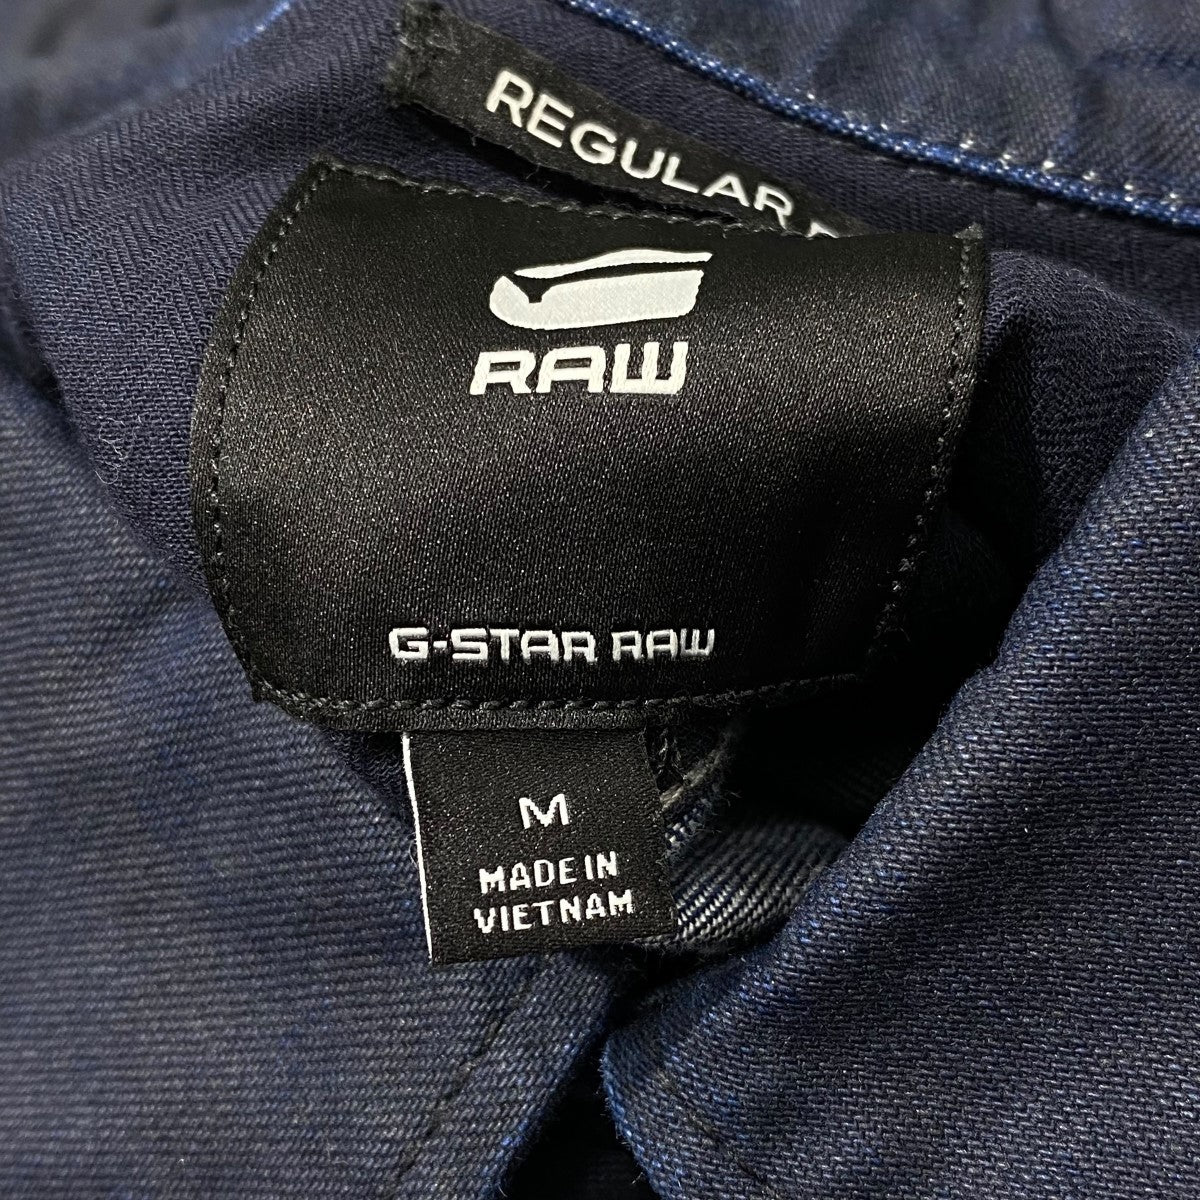 REGULAR
RAW
G-STAR RAW
M
MADE IN
VIETNAM